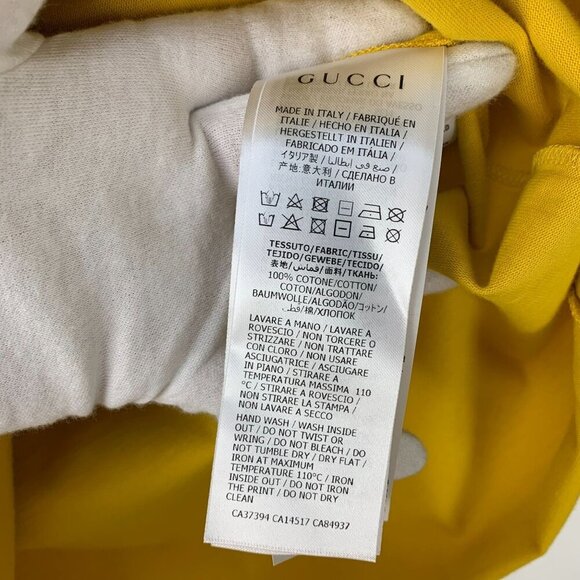 GUCCI
MADE IN ITALY / FABRIQUÉ EN
ITALIE / HECHO EN ITALIA /
HERGESTELLT IN ITALIEN /
FABRICADO EM ITÁLIA /
イタリア製 / صنع في إيطاليا /
产地:意大利 / СДЕЛАНО В
ИТАЛИИ
TESSUTO/FABRIC/TISSU/
TEJIDO/GEWEBE/TECIDO/
表地/قماش/面料/ТКАНЬ:
100% COTONE/COTTON/
COTON/ALGODON/
BAUMWOLLE/ALGODÃO/コットン/
قطن/棉/ХЛОПОК
LAVARE A MANO / LAVARE A
ROVESCIO / NON TORCERE O
STRIZZARE / NON TRATTARE
CON CLORO / NON USARE
ASCIUGATRICE / ASCIUGARE
IN PIANO / STIRARE A
TEMPERATURA MASSIMA 110
°C / STIRARE A ROVESCIO /
NON STIRARE LA STAMPA /
NON LAVARE A SECCO
HAND WASH / WASH INSIDE
OUT / DO NOT TWIST OR
WRING / DO NOT BLEACH / DO
NOT TUMBLE DRY / DRY FLAT /
IRON AT MAXIMUM
TEMPERATURE 110°C / IRON
INSIDE OUT / DO NOT IRON
THE PRINT / DO NOT DRY
CLEAN
CA37394 CA14517 CA84937